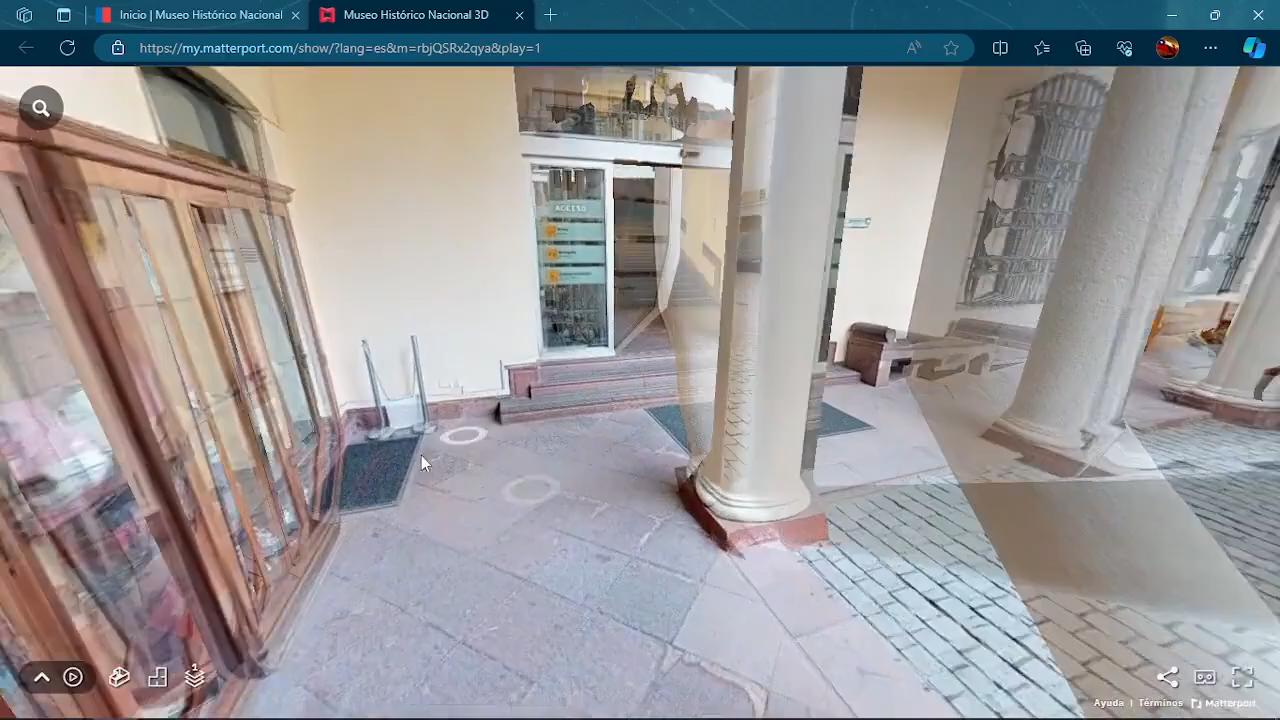 Inicio | Museo Histórico Nacional
Museo Histórico Nacional 3D
https://my.matterport.com/show/?lang=es&m=rbjQSRx2qya&play=1
ACCESO
1
Ayuda | Términos
Matterport